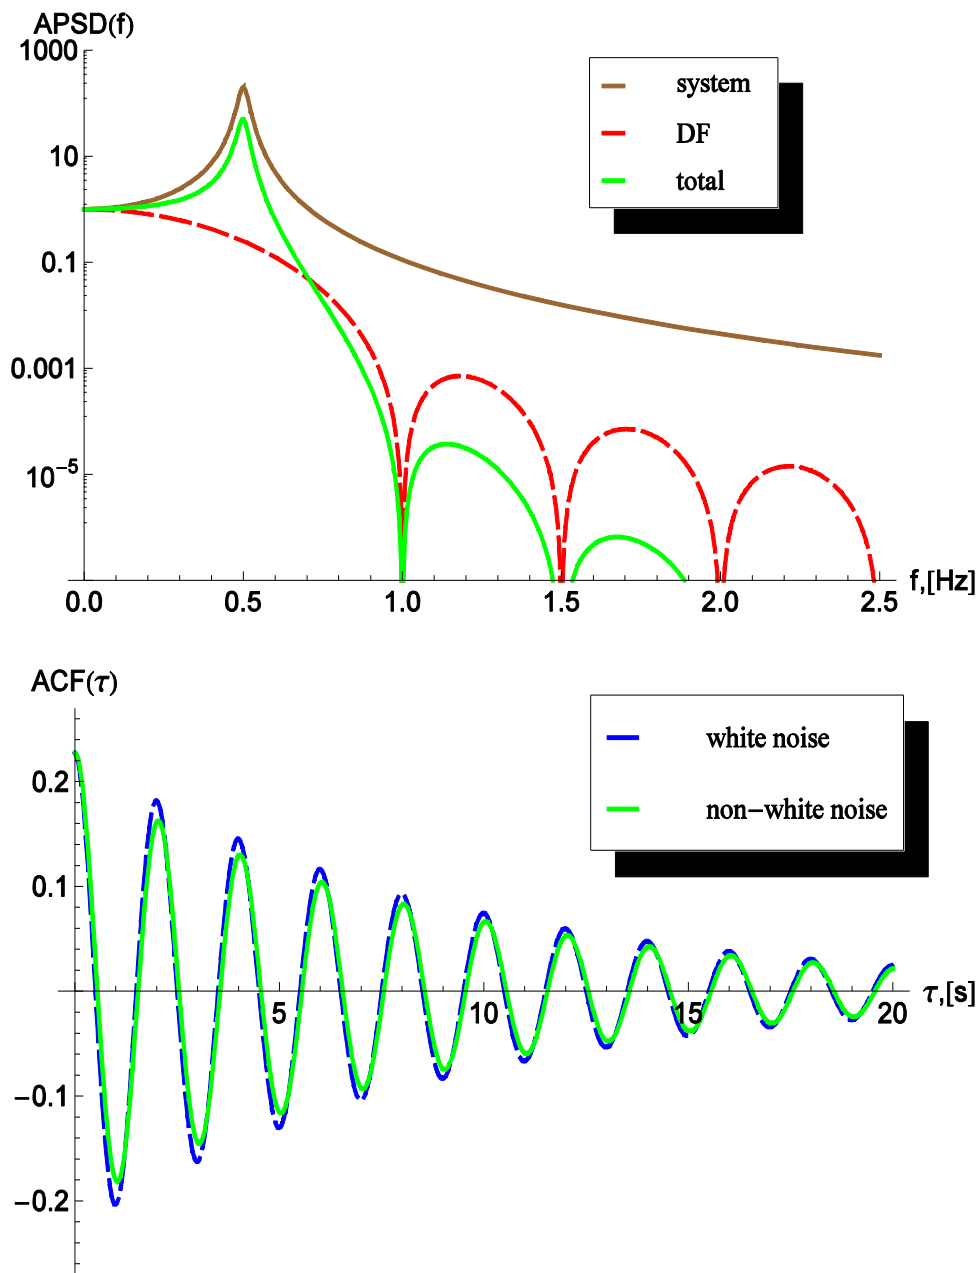 APSD(f)
1000
10
0.1
0.001
10⁻⁵
system
DF
total
0.0 0.5 1.0 1.5 2.0 2.5 f,[Hz]
ACF(τ)
0.2
0.1
−0.1
−0.2
white noise
non−white noise
5 10 15 20 τ,[s]